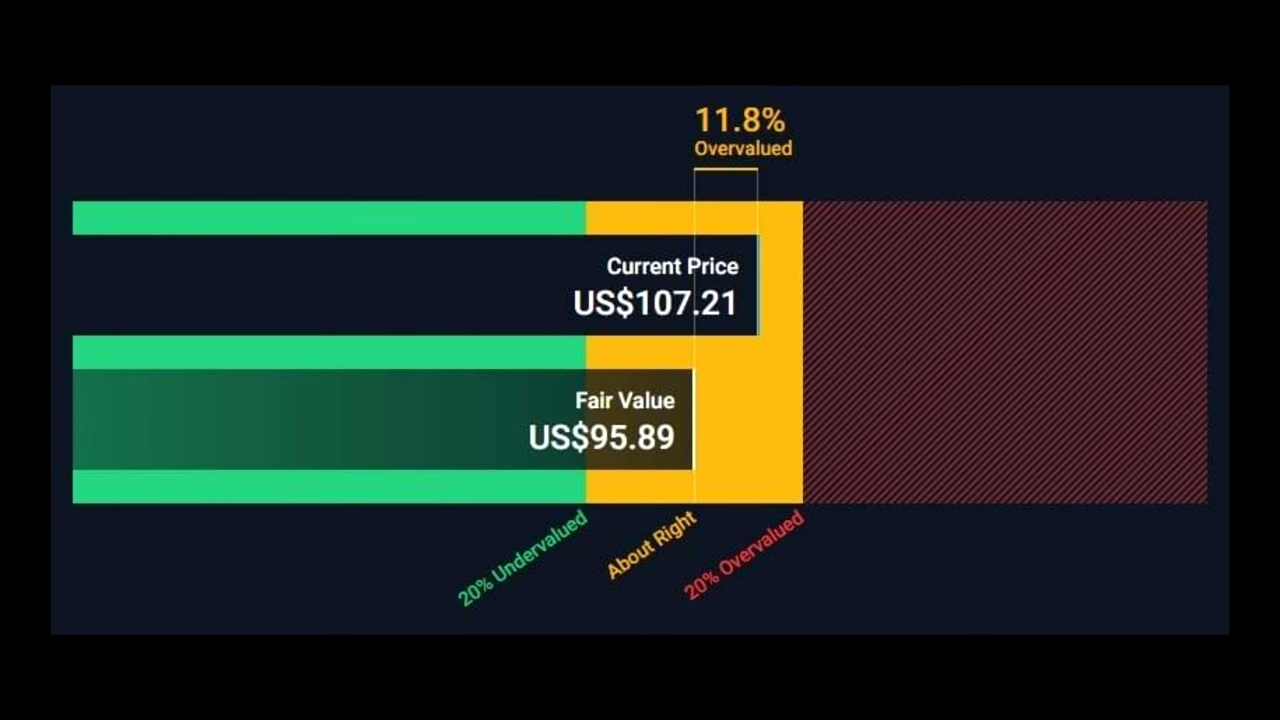 11.8%
Overvalued
Current Price
US$107.21
Fair Value
US$95.89
20% Undervalued
About Right
20% Overvalued